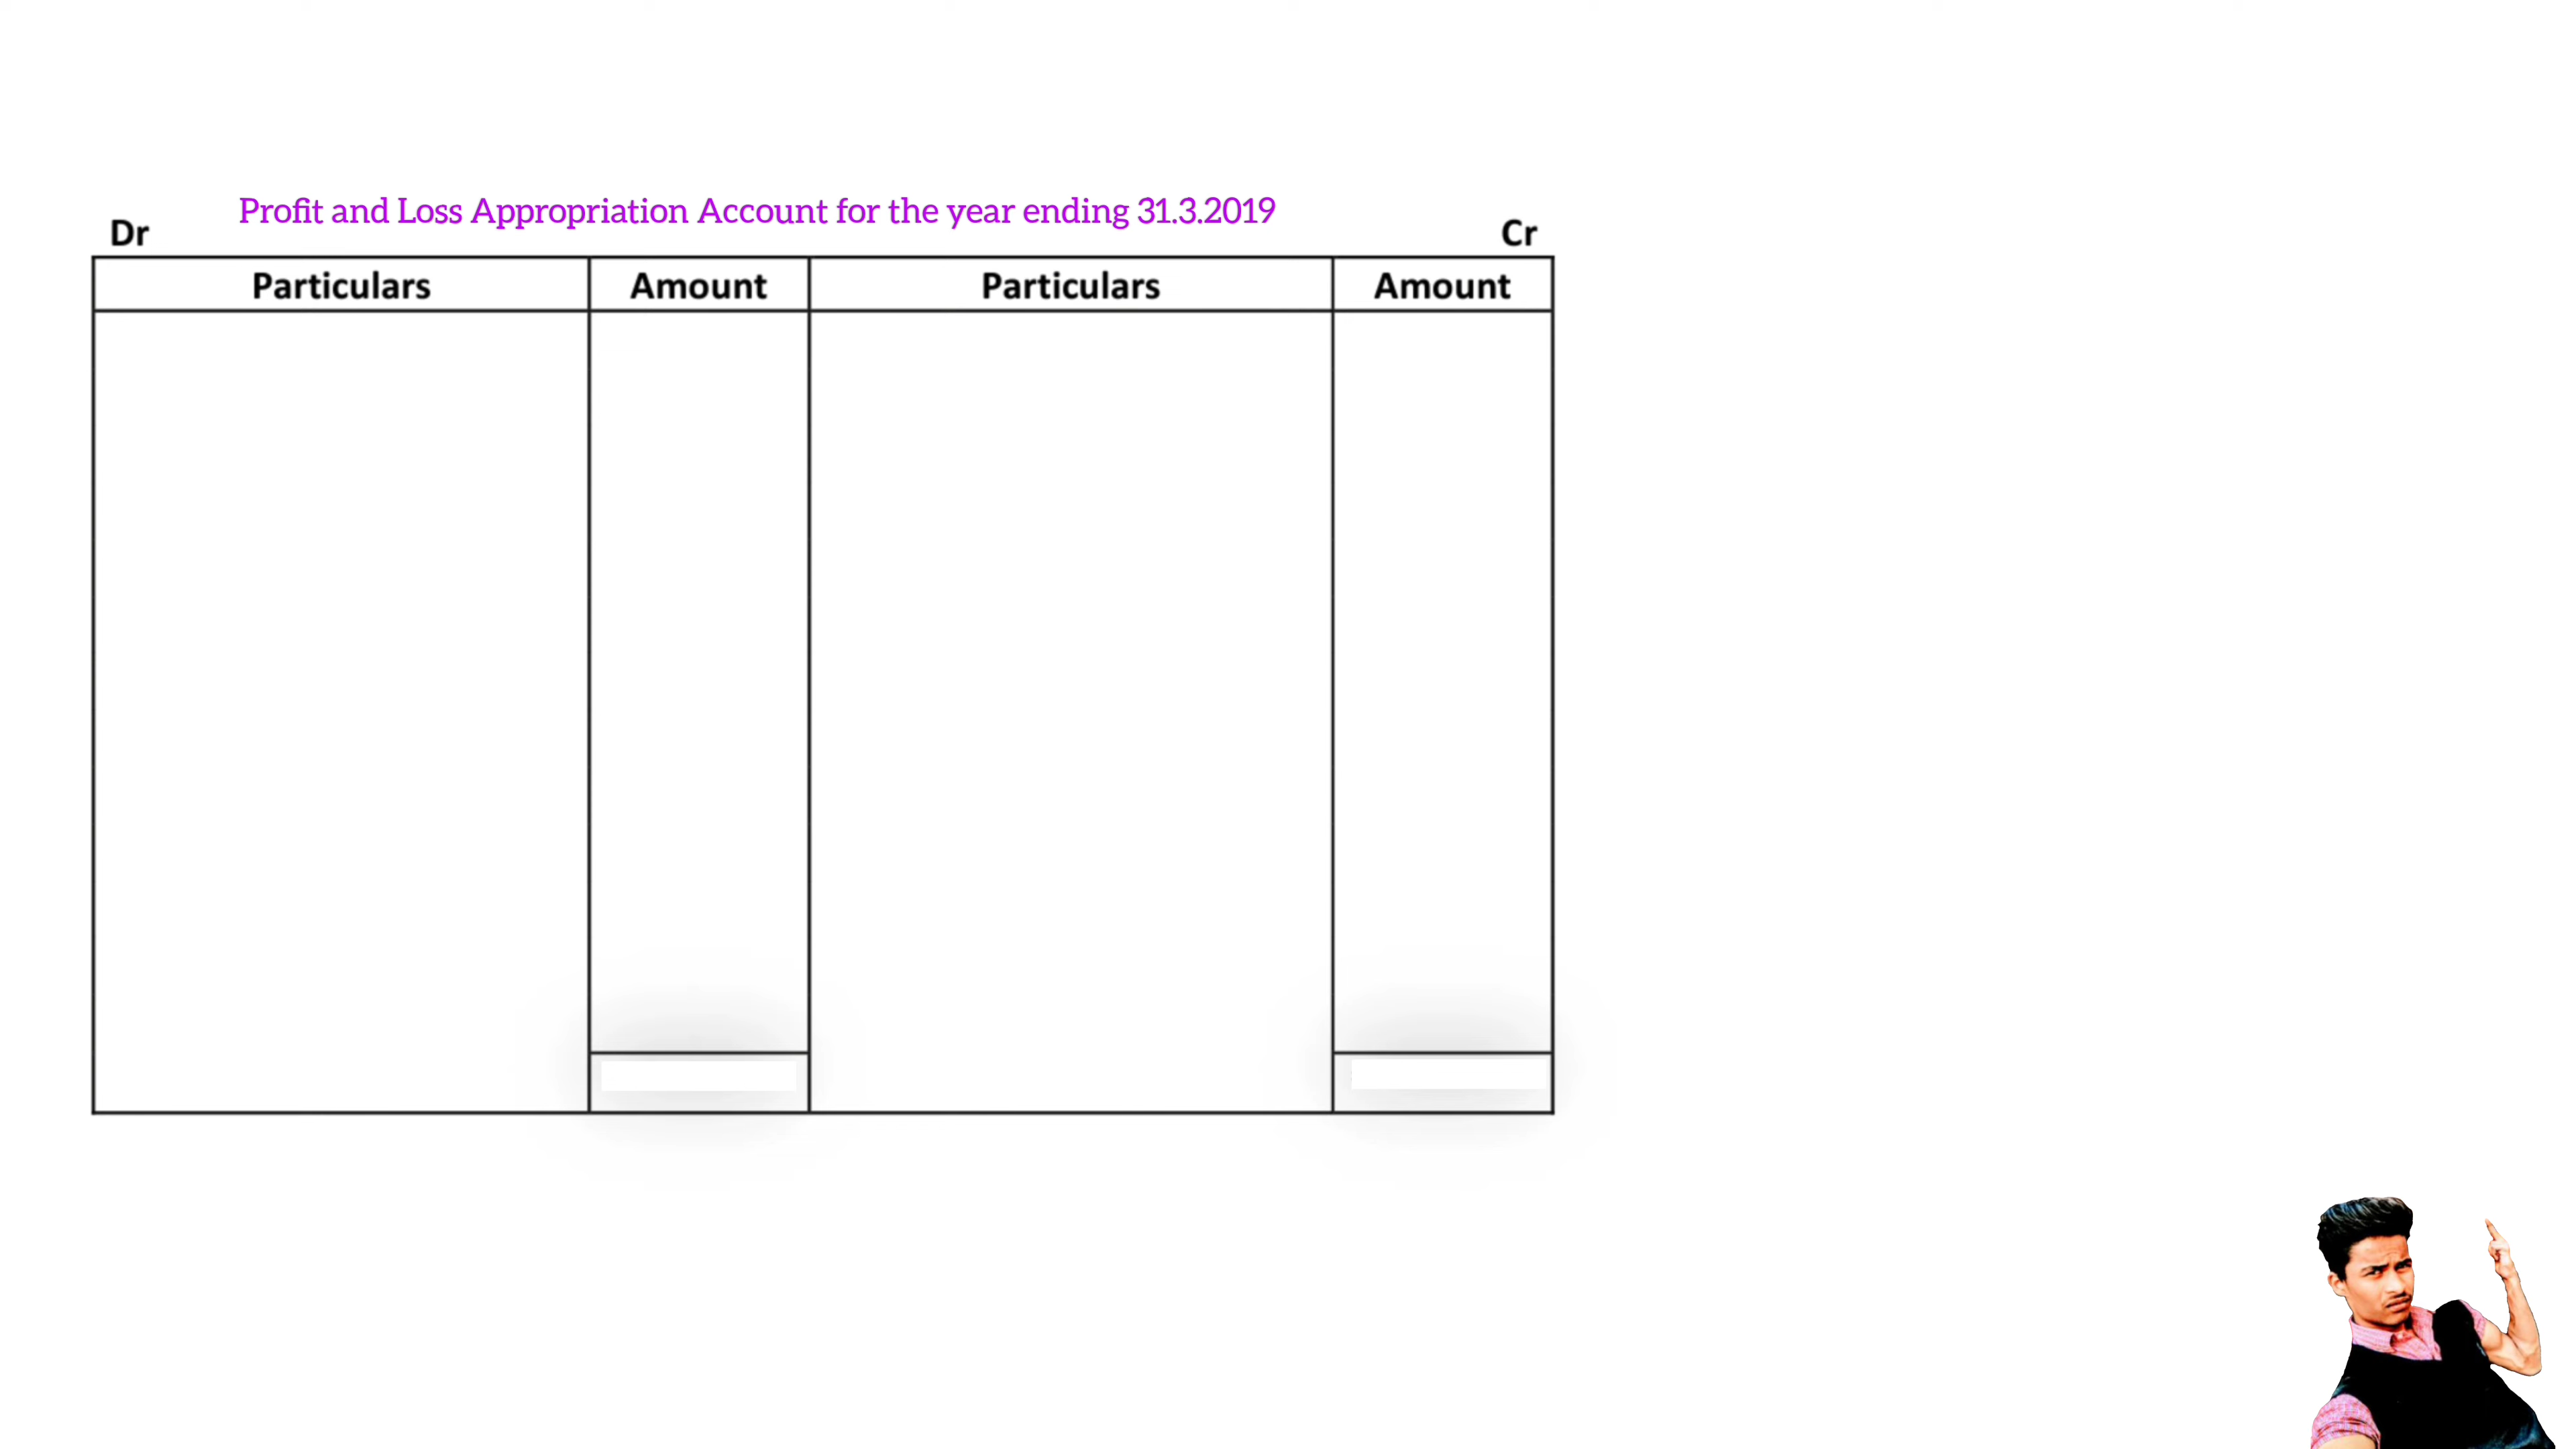 Profit and Loss Appropriation Account for the year ending 31.3.2019
Dr Cr
Particulars Amount Particulars Amount